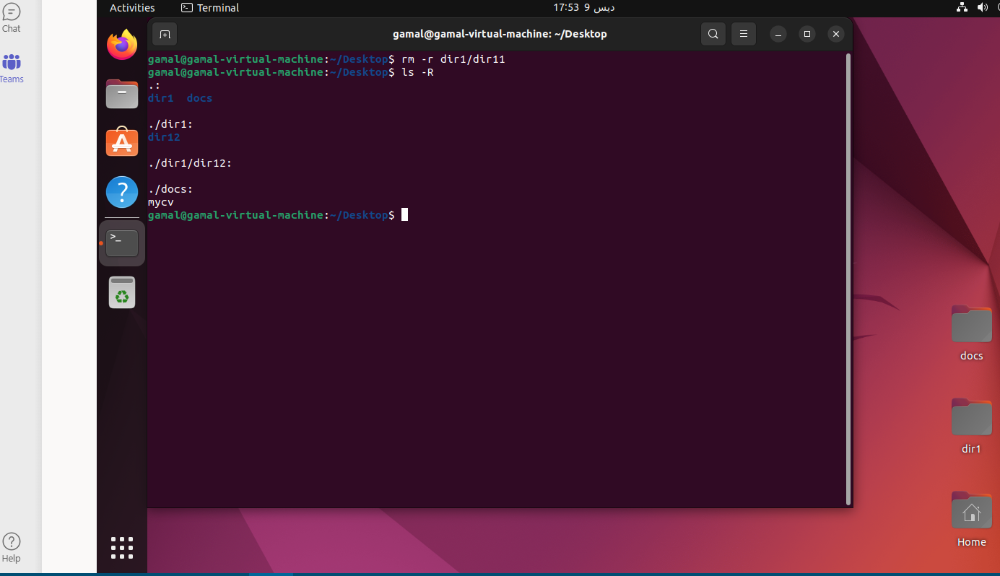 Chat
Teams
Help
Activities
Terminal
17:53 9 ديس
gamal@gamal-virtual-machine: ~/Desktop
gamal@gamal-virtual-machine:~/Desktop$ rm -r dir1/dir11
gamal@gamal-virtual-machine:~/Desktop$ ls -R
.:
dir1  docs
./dir1:
dir12
./dir1/dir12:
./docs:
mycv
gamal@gamal-virtual-machine:~/Desktop$
docs
dir1
Home